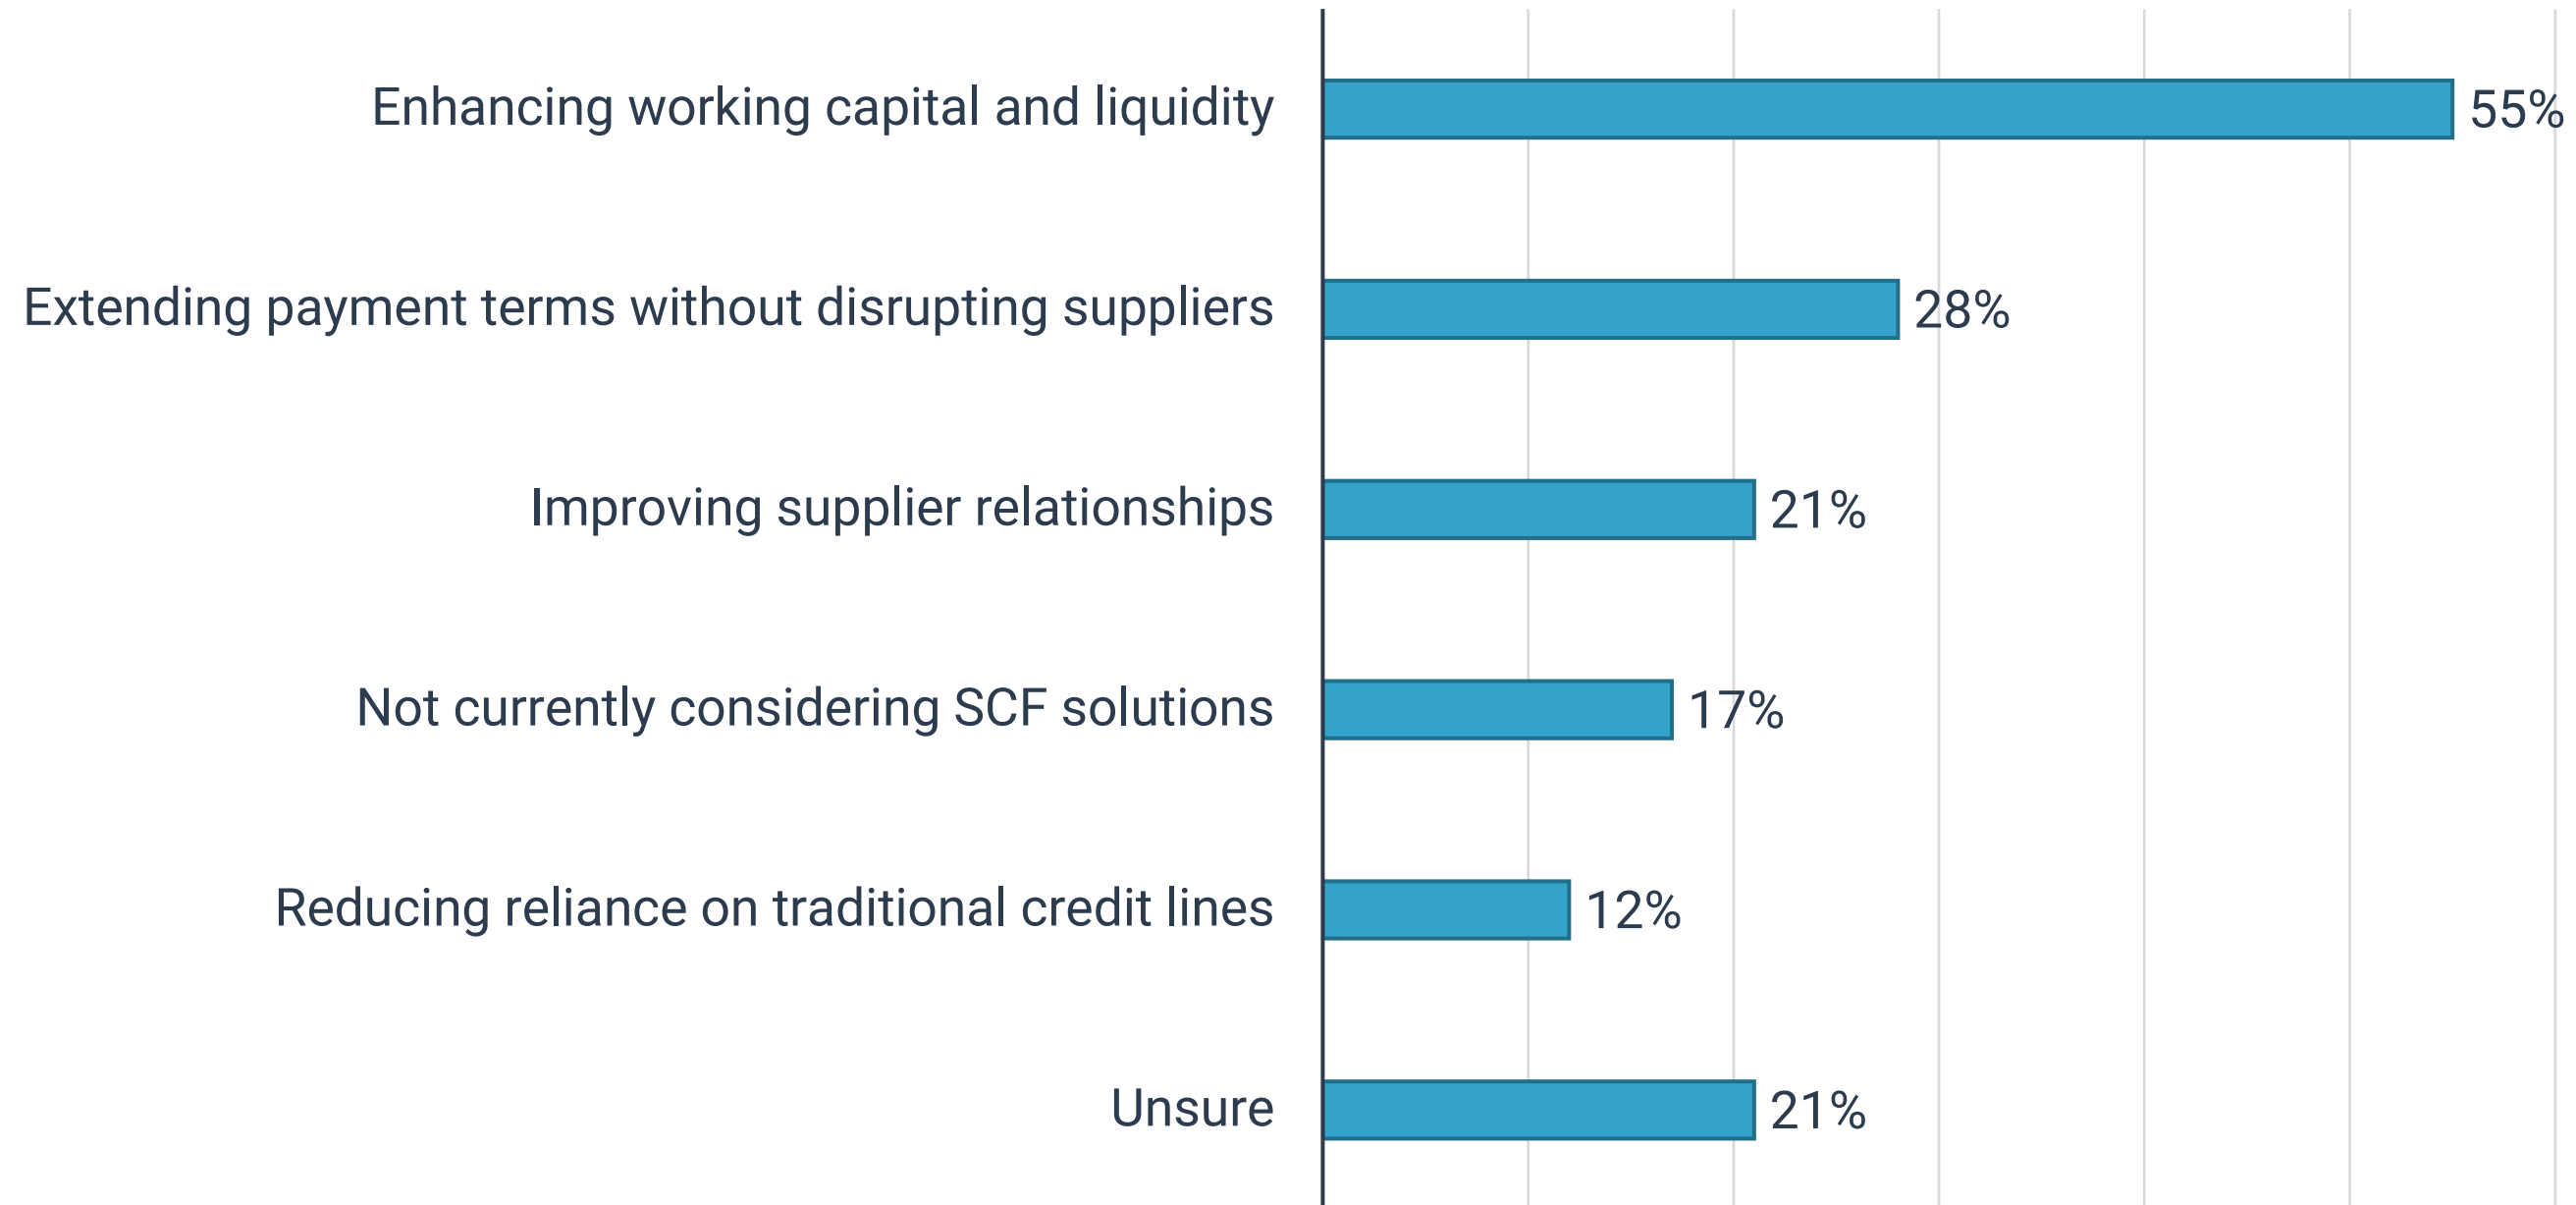 Enhancing working capital and liquidity 55%
Extending payment terms without disrupting suppliers 28%
Improving supplier relationships 21%
Not currently considering SCF solutions 17%
Reducing reliance on traditional credit lines 12%
Unsure 21%